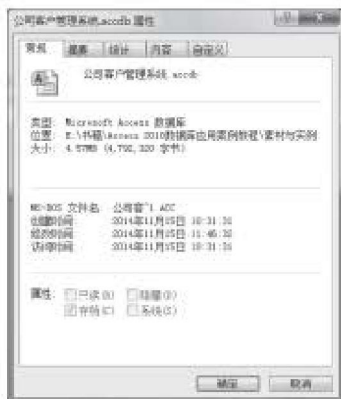 公司客户管理系统.accdb 属性
常规 摘要 统计 内容 自定义
公司客户管理系统.accdb
类型: Microsoft Access 数据库
位置: E:\书稿\Access 2010数据库应用案例教程\素材与实例
大小: 4.57MB (4,792,320 字节)
MS-DOS 文件名: 公司客~1.ACC
创建时间: 2014年11月15日 10:31:31
修改时间: 2014年11月15日 11:46:32
访问时间: 2014年11月15日 10:31:31
属性: 只读(R) 隐藏(D)
存档(C) 系统(S)
确定 取消